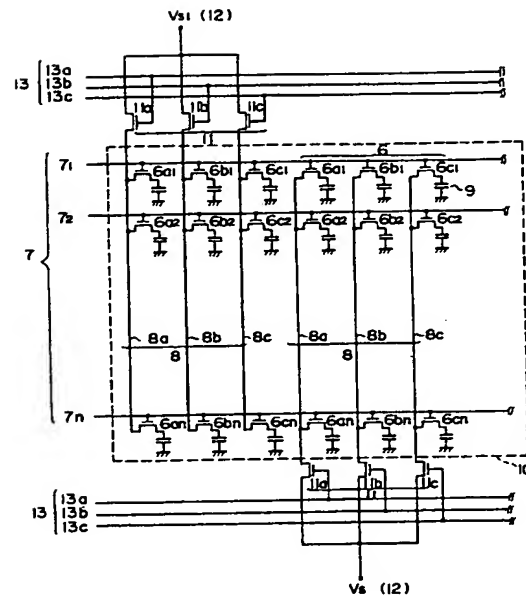 Vs1 (12)
13 13a
13b
13c
11a 11b 11c
11
6
71 6a1 6b1 6c1 6a1 6b1 6c1
9
72 6a2 6b2 6c2 6a2 6b2 6c2
7
8a 8b 8c 8a 8b 8c
8 8
7n 6an 6bn 6cn 6an 6bn 6cn
10
11a 11b 11c
11
13 13a
13b
13c
Vs (12)